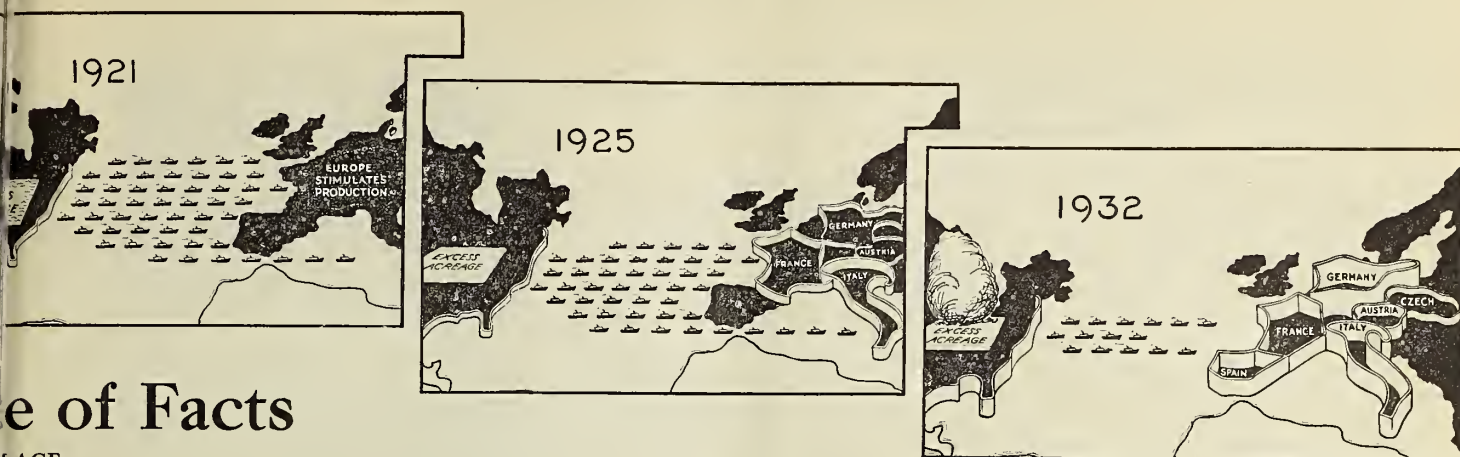 1921
EUROPE
STIMULATES
PRODUCTION
1925
EXCESS
ACREAGE
GERMANY
FRANCE
AUSTRIA
ITALY
1932
EXCESS
ACREAGE
GERMANY
CZECH
AUSTRIA
FRANCE
ITALY
SPAIN
e of Facts